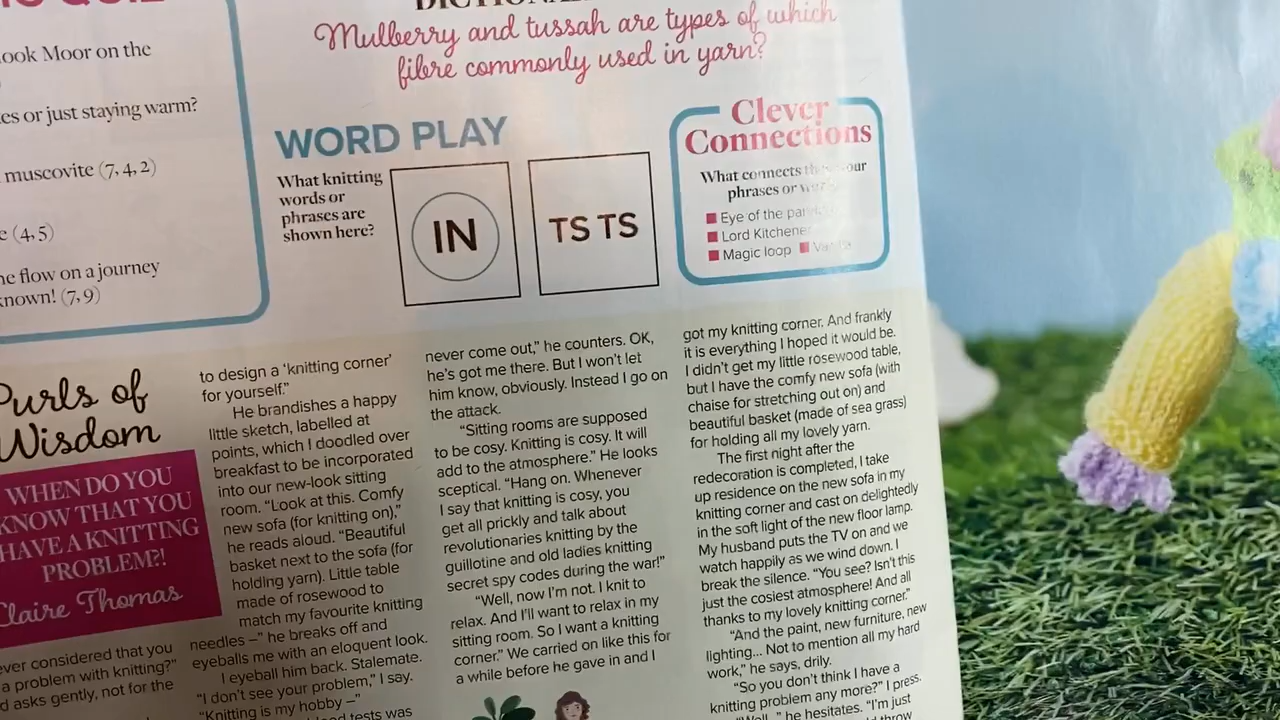 ook Moor on the
es or just staying warm?
muscovite (7, 4, 2)
(4,5)
ne flow on a journey
known! (7, 9)
Mulberry and tussah are types of which
fibre commonly used in yarn?
WORD PLAY
What knitting
words or
phrases are
shown here?
IN
TS TS
Clever
Connections
What connects
phrases or
Eye of the
Lord Kitchener
Magic loop
Purls of
Wisdom
WHEN DO YOU
KNOW THAT YOU
HAVE A KNITTING
PROBLEM?!
Claire Thomas
ever considered that you
a problem with knitting?"
d asks gently, not for the
to design a ‘knitting corner’
for yourself.”
He brandishes a happy
little sketch, labelled at
points, which I doodled over
breakfast to be incorporated
into our new-look sitting
room. “Look at this. Comfy
new sofa (for knitting on),”
he reads aloud. “Beautiful
basket next to the sofa (for
holding yarn). Little table
made of rosewood to
match my favourite knitting
needles –” he breaks off and
eyeballs me with an eloquent look.
I eyeball him back. Stalemate.
“I don’t see your problem,” I say.
“Knitting is my hobby –”
tests was
never come out,” he counters. OK,
he’s got me there. But I won’t let
him know, obviously. Instead I go on
the attack.
“Sitting rooms are supposed
to be cosy. Knitting is cosy. It will
add to the atmosphere.” He looks
sceptical. “Hang on. Whenever
I say that knitting is cosy, you
get all prickly and talk about
revolutionaries knitting by the
guillotine and old ladies knitting
secret spy codes during the war!”
“Well, now I’m not. I knit to
relax. And I’ll want to relax in my
sitting room. So I want a knitting
corner.” We carried on like this for
a while before he gave in and I
got my knitting corner. And frankly
it is everything I hoped it would be.
I didn’t get my little rosewood table,
but I have the comfy new sofa (with
chaise for stretching out on) and
beautiful basket (made of sea grass)
for holding all my lovely yarn.
The first night after the
redecoration is completed, I take
up residence on the new sofa in my
knitting corner and cast on delightedly
in the soft light of the new floor lamp.
My husband puts the TV on and we
watch happily as we wind down. I
break the silence. “You see? Isn’t this
just the cosiest atmosphere! And all
thanks to my lovely knitting corner.”
“And the paint, new furniture, new
lighting... Not to mention all my hard
work,” he says, drily.
“So you don’t think I have a
knitting problem any more?” I press.
“Well...” he hesitates. “I’m just